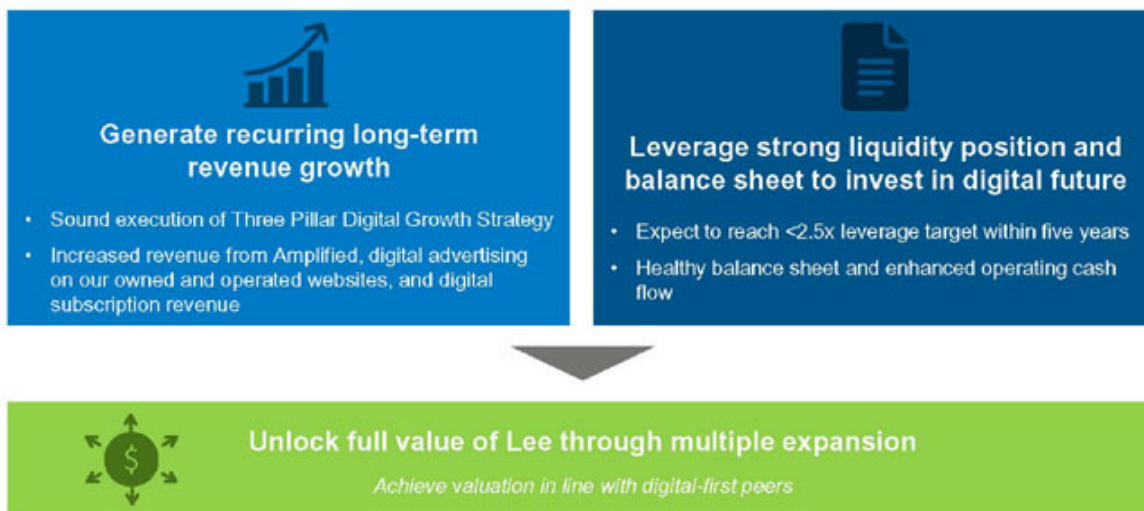 Generate recurring long-term
revenue growth
• Sound execution of Three Pillar Digital Growth Strategy
• Increased revenue from Amplified, digital advertising
on our owned and operated websites, and digital
subscription revenue
Leverage strong liquidity position and
balance sheet to invest in digital future
• Expect to reach <2.5x leverage target within five years
• Healthy balance sheet and enhanced operating cash
flow
$
Unlock full value of Lee through multiple expansion
Achieve valuation in line with digital-first peers